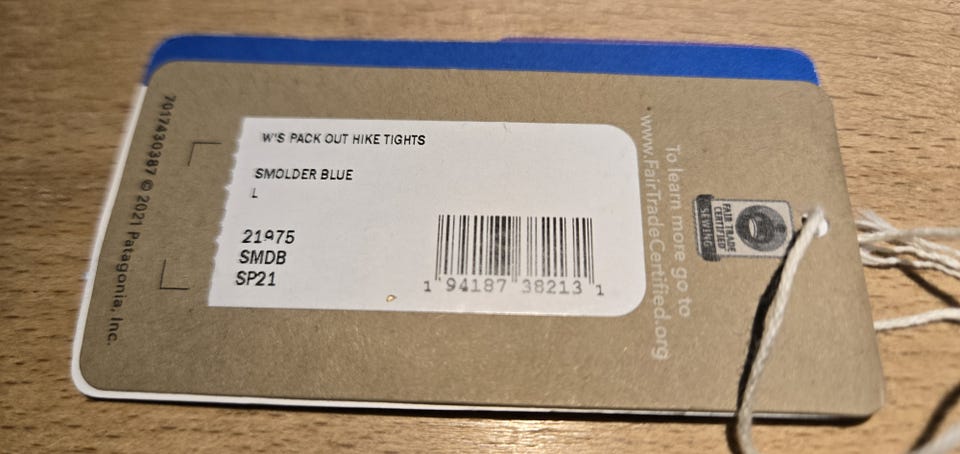 W'S PACK OUT HIKE TIGHTS
SMOLDER BLUE
L
21975
SMDB
SP21
1 94187 38213 1
7017430387 © 2021 Patagonia, Inc.
To learn more go to
www.FairTradeCertified.org
FAIR TRADE
CERTIFIED
SEWING